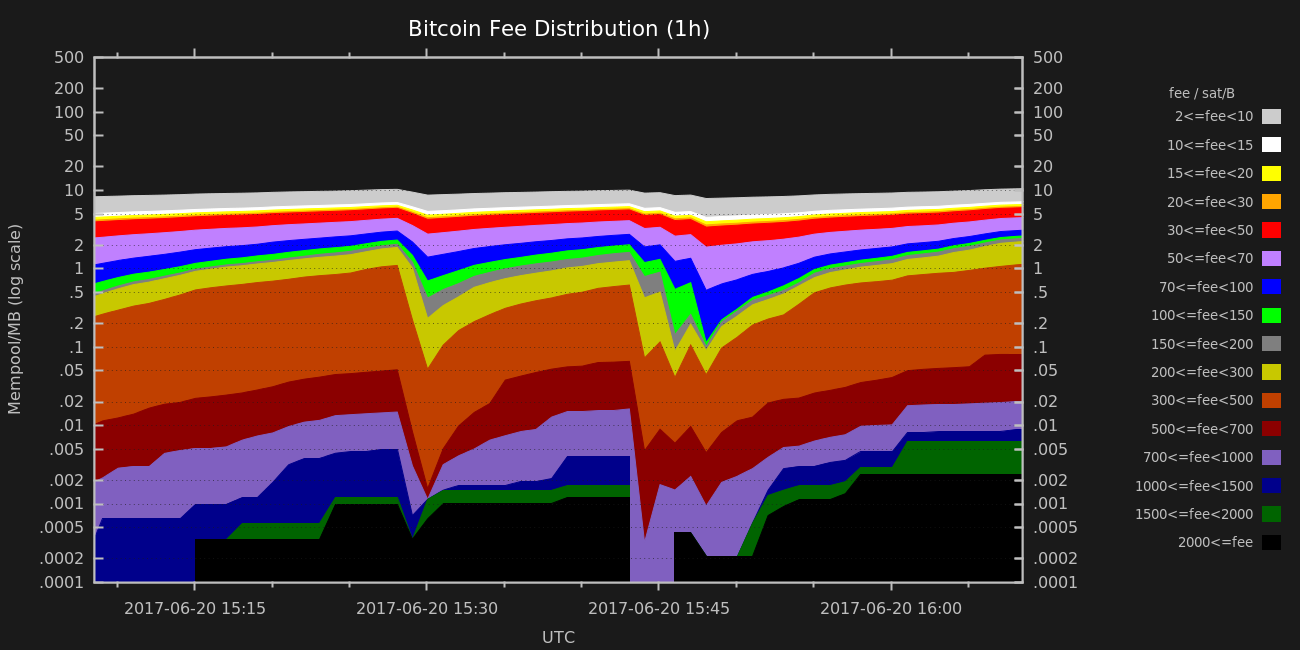 Bitcoin Fee Distribution (1h)
Mempool/MB (log scale)
500
200
100
50
20
10
5
2
1
.5
.2
.1
.05
.02
.01
.005
.002
.001
.0005
.0002
.0001
500
200
100
50
20
10
5
2
1
.5
.2
.1
.05
.02
.01
.005
.002
.001
.0005
.0002
.0001
2017-06-20 15:15
2017-06-20 15:30
2017-06-20 15:45
2017-06-20 16:00
UTC
fee / sat/B
2<=fee<10
10<=fee<15
15<=fee<20
20<=fee<30
30<=fee<50
50<=fee<70
70<=fee<100
100<=fee<150
150<=fee<200
200<=fee<300
300<=fee<500
500<=fee<700
700<=fee<1000
1000<=fee<1500
1500<=fee<2000
2000<=fee